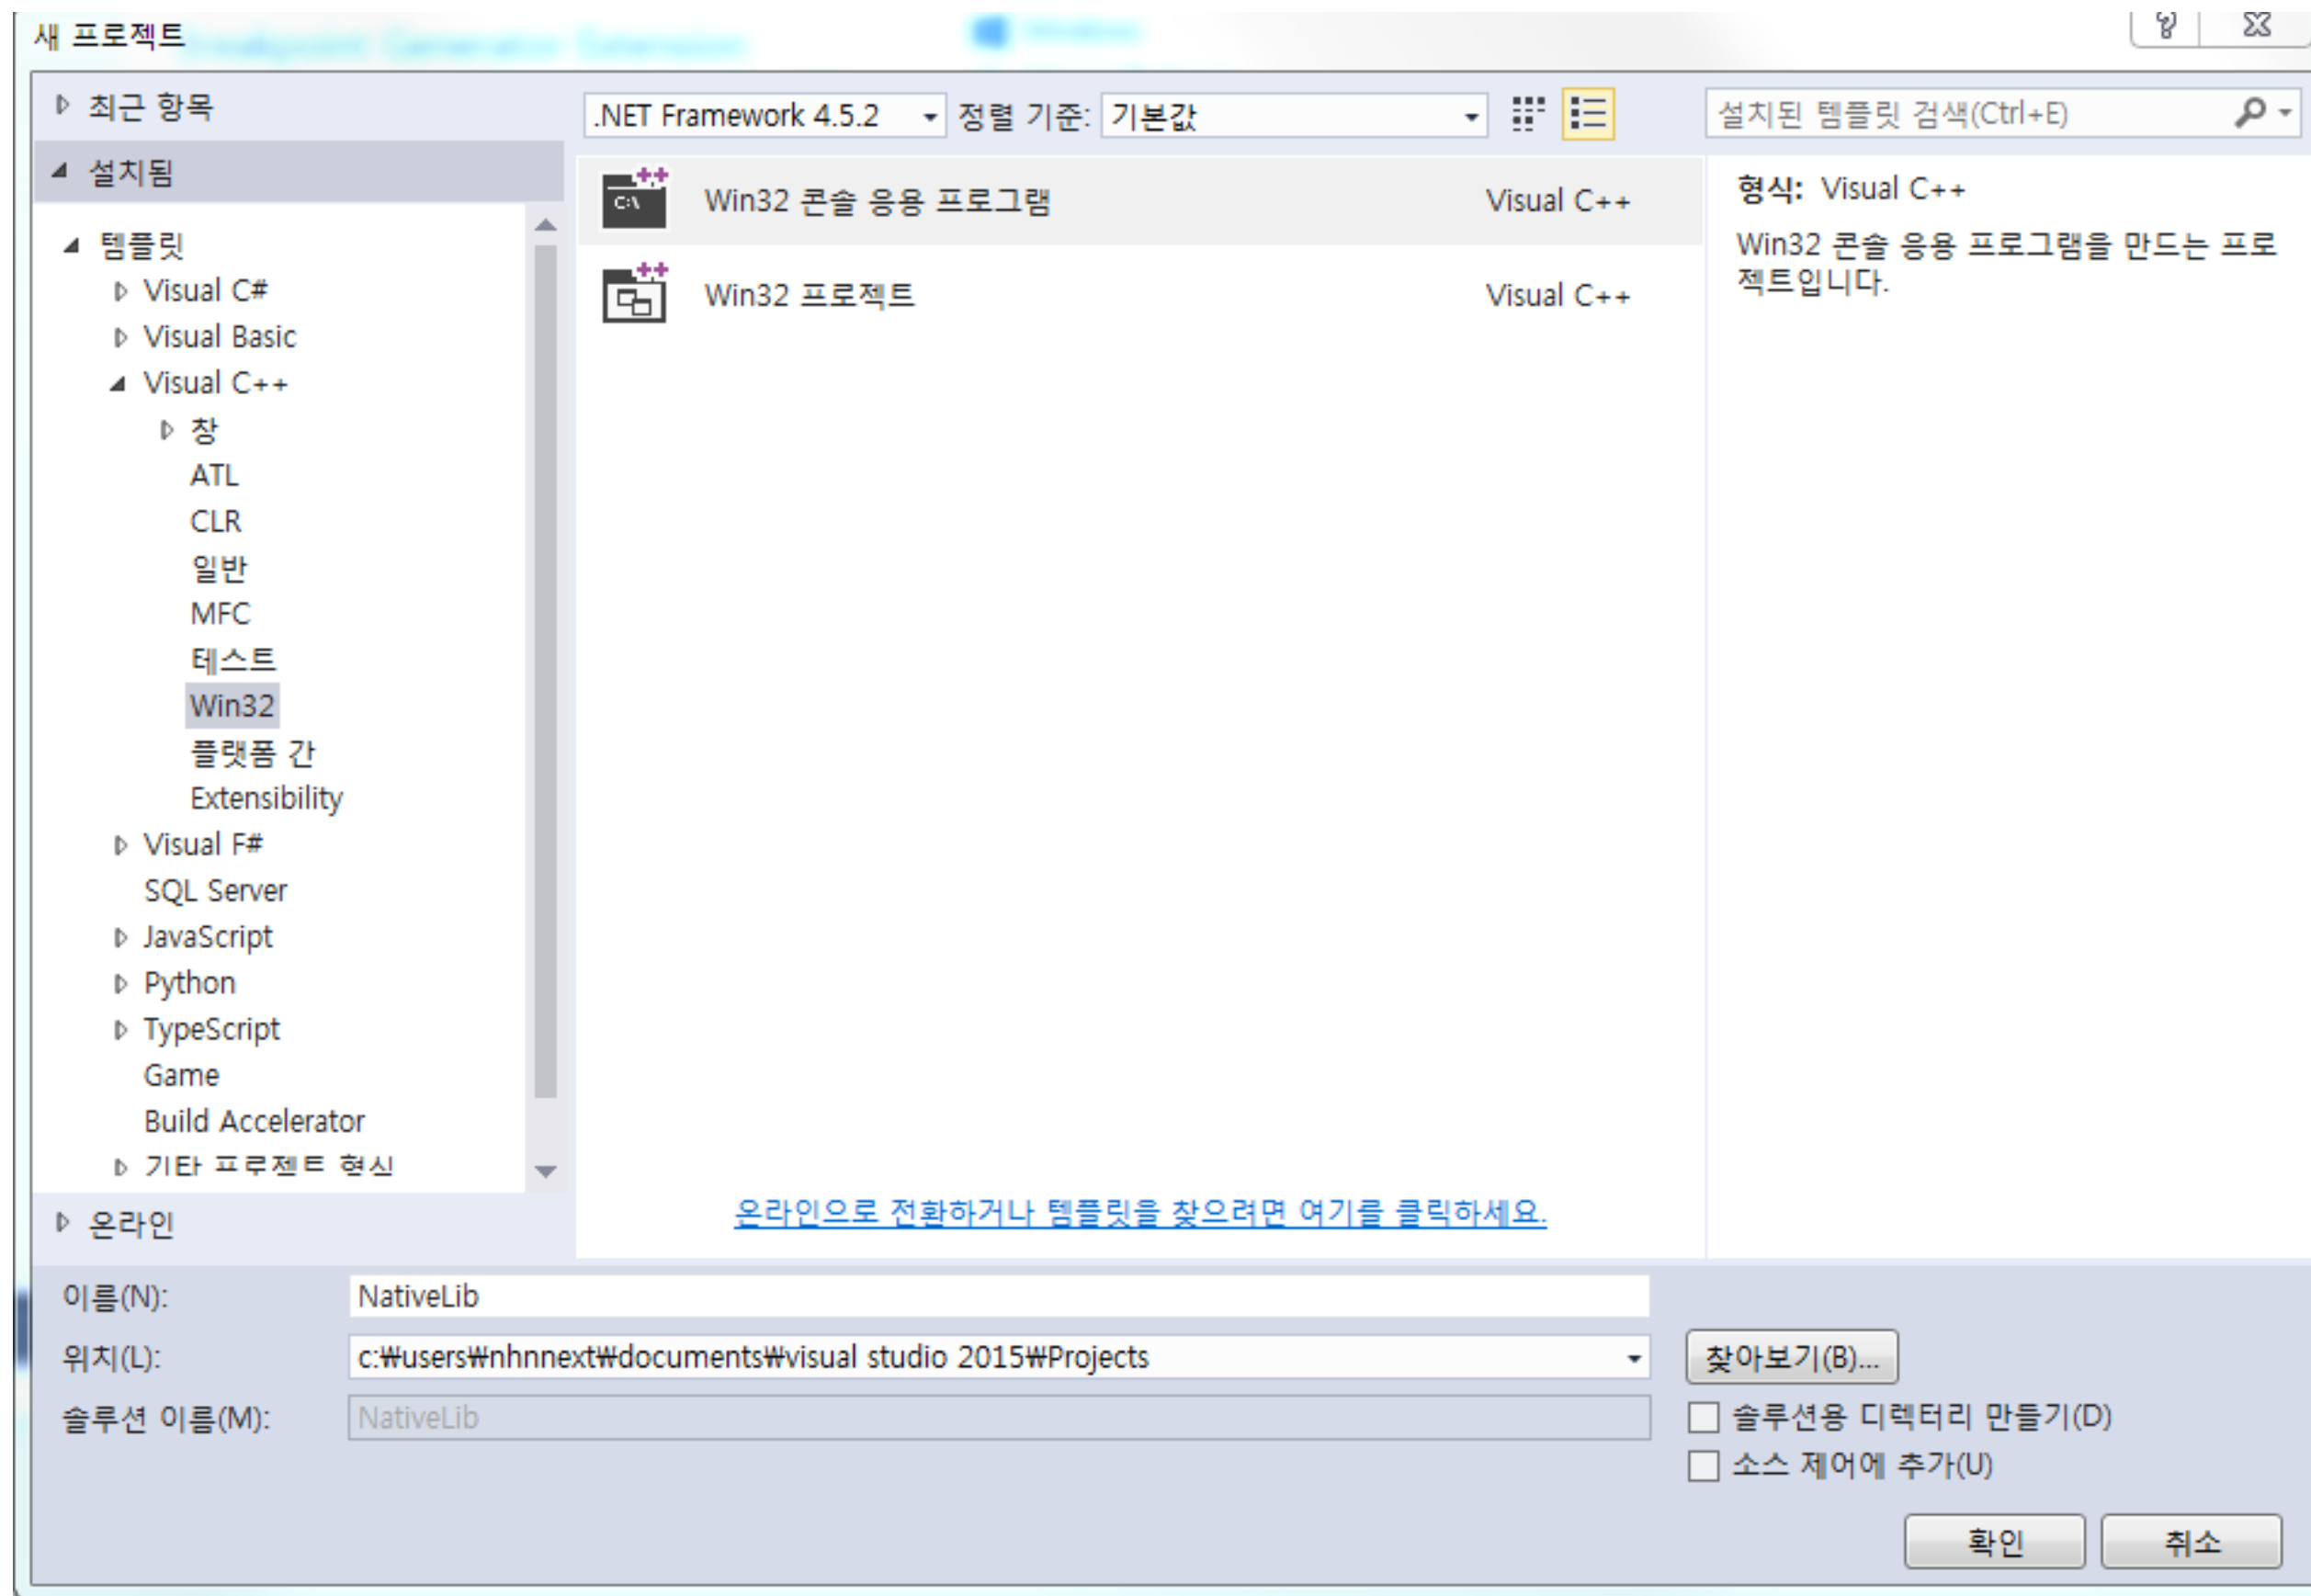 새 프로젝트
최근 항목
.NET Framework 4.5.2
정렬 기준: 기본값
설치된 템플릿 검색(Ctrl+E)
설치됨
템플릿
Visual C#
Visual Basic
Visual C++
창
ATL
CLR
일반
MFC
테스트
Win32
플랫폼 간
Extensibility
Visual F#
SQL Server
JavaScript
Python
TypeScript
Game
Build Accelerator
기타 프로젝트 형식
온라인
C:\
Win32 콘솔 응용 프로그램 Visual C++
Win32 프로젝트 Visual C++
온라인으로 전환하거나 템플릿을 찾으려면 여기를 클릭하세요.
형식: Visual C++
Win32 콘솔 응용 프로그램을 만드는 프로
젝트입니다.
이름(N): NativeLib
위치(L): c:₩users₩nhnnext₩documents₩visual studio 2015₩Projects
찾아보기(B)...
솔루션 이름(M): NativeLib
솔루션용 디렉터리 만들기(D)
소스 제어에 추가(U)
확인
취소